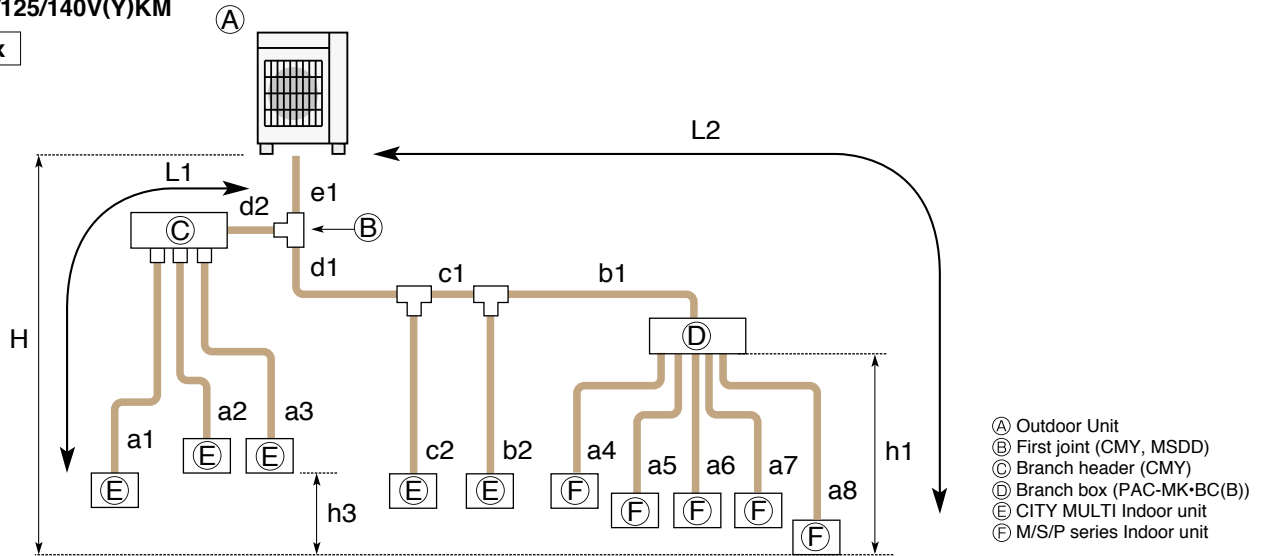 /125/140V(Y)KM
Ⓐ
x
L2
L1
e1
d2
Ⓒ
Ⓑ
d1
c1
b1
H
Ⓓ
a1
a2
a3
c2
b2
a4
a5
a6
a7
a8
h1
Ⓔ
Ⓔ
Ⓔ
Ⓔ
Ⓔ
Ⓕ
Ⓕ
Ⓕ
Ⓕ
Ⓕ
h3
Ⓐ Outdoor Unit
Ⓑ First joint (CMY, MSDD)
Ⓒ Branch header (CMY)
Ⓓ Branch box (PAC-MK•BC(B))
Ⓔ CITY MULTI Indoor unit
Ⓕ M/S/P series Indoor unit